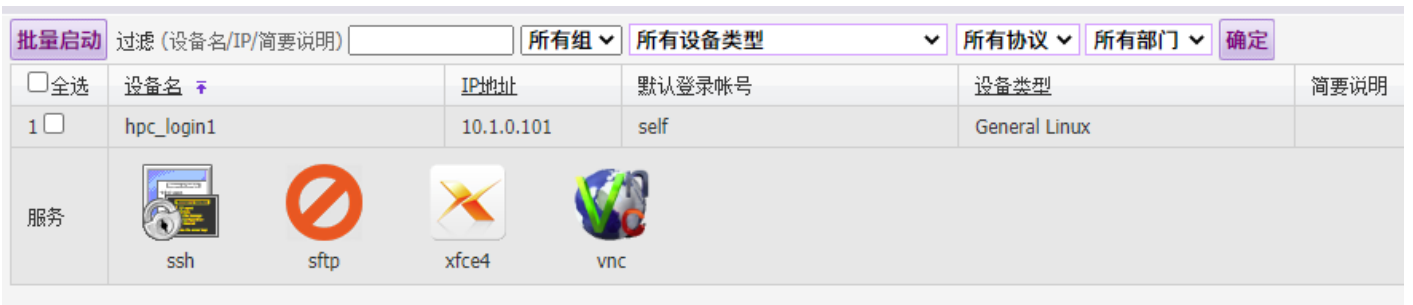 批量启动 过滤 (设备名/IP/简要说明) 所有组 所有设备类型 所有协议 所有部门 确定
全选 设备名 IP地址 默认登录帐号 设备类型 简要说明
1 hpc_login1 10.1.0.101 self General Linux
服务
ssh sftp xfce4 vnc